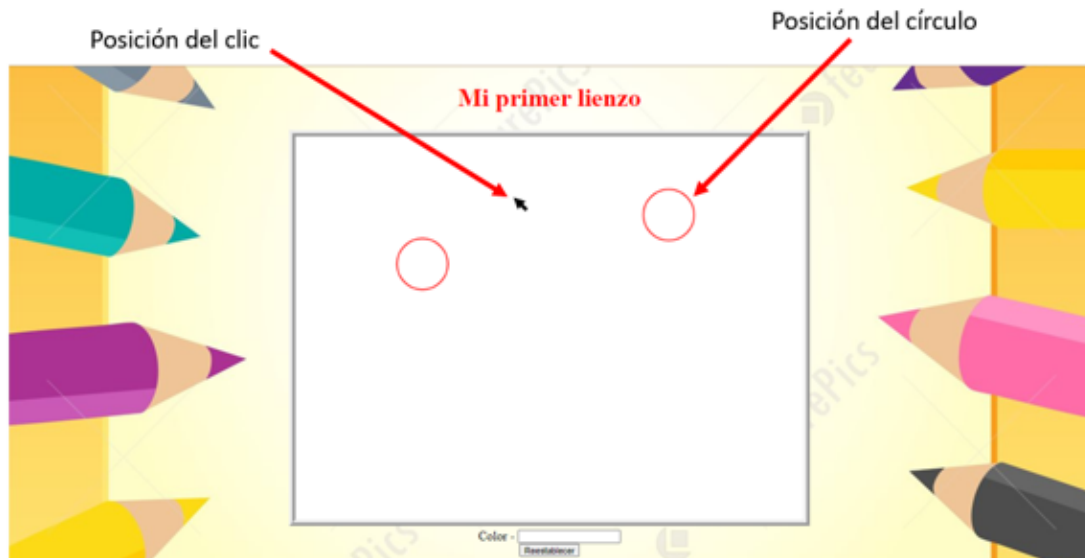 Posición del clic
Posición del círculo
Mi primer lienzo
Color -
Reestablecer